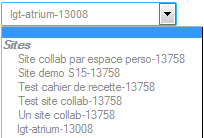 lgt-atrium-13008
Sites
Site collab par espace perso-13758
Site demo S15-13758
Test cahier de recette-13758
Test site collab-13758
Un site collab-13758
lgt-atrium-13008